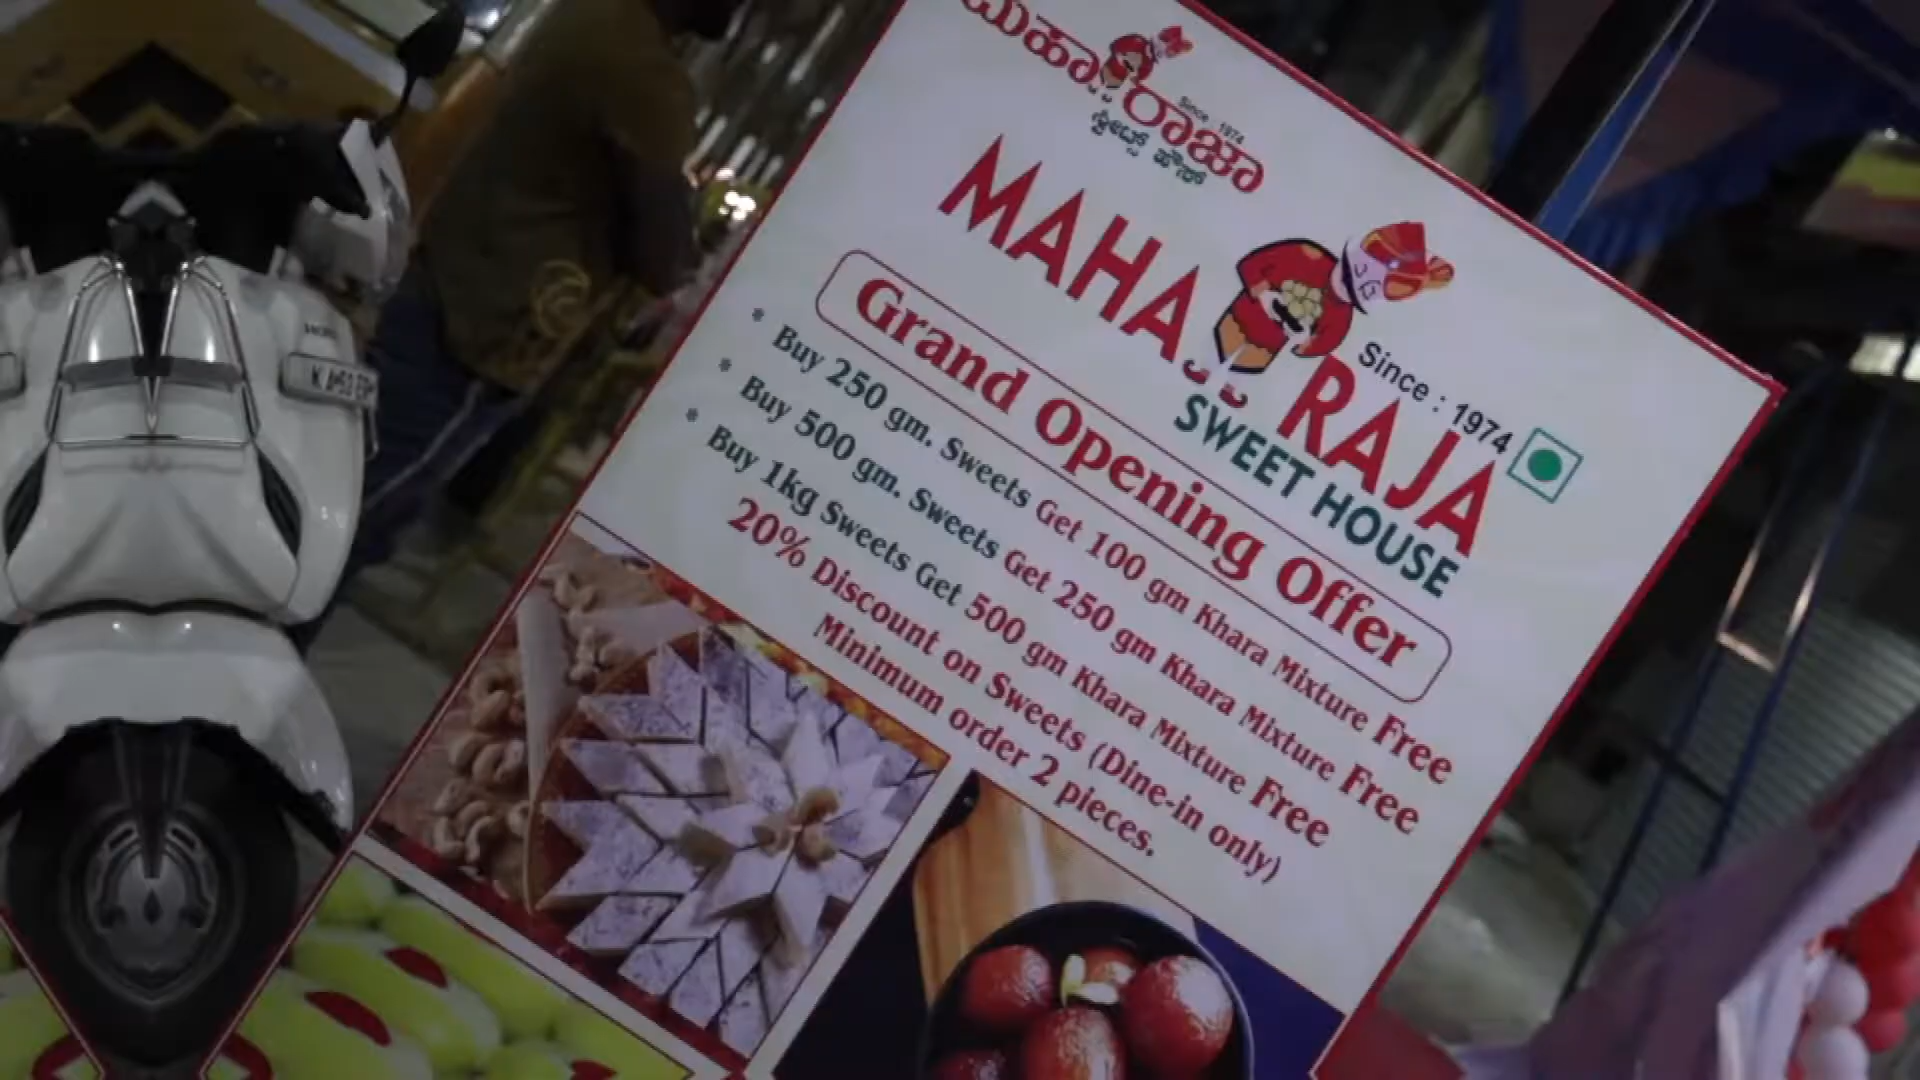 ಮಹಾರಾಜಾ
Since : 1974
ಸ್ವೀಟ್ಸ್ ಹೌಸ್
MAHARAJA
Since : 1974
SWEET HOUSE
Grand Opening Offer
* Buy 250 gm. Sweets Get 100 gm Khara Mixture Free
* Buy 500 gm. Sweets Get 250 gm Khara Mixture Free
* Buy 1kg Sweets Get 500 gm Khara Mixture Free
20% Discount on Sweets (Dine-in only)
Minimum order 2 pieces.